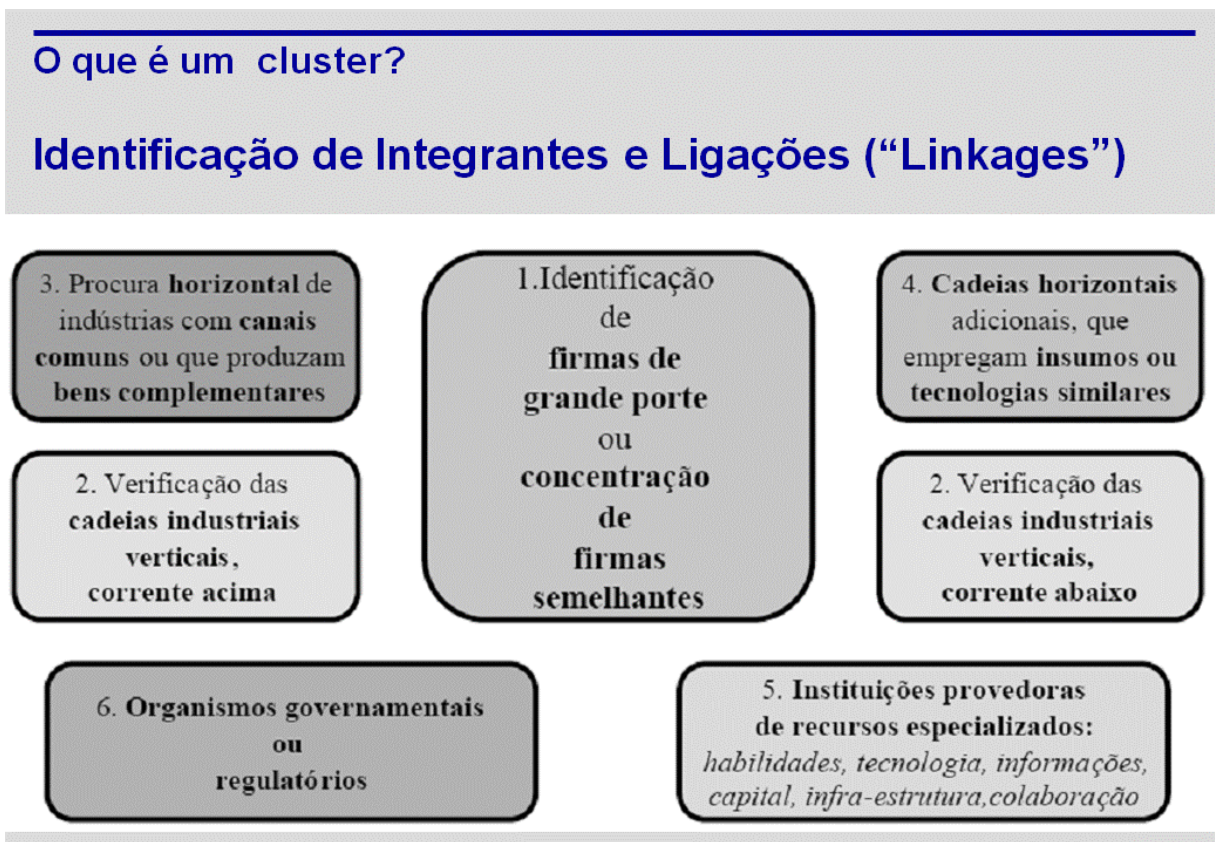 O que é um cluster?
Identificação de Integrantes e Ligações (“Linkages”)
3. Procura horizontal de
indústrias com canais
comuns ou que produzam
bens complementares
1.Identificação
de
firmas de
grande porte
ou
concentração
de
firmas
semelhantes
4. Cadeias horizontais
adicionais, que
empregam insumos ou
tecnologias similares
2. Verificação das
cadeias industriais
verticais,
corrente acima
2. Verificação das
cadeias industriais
verticais,
corrente abaixo
6. Organismos governamentais
ou
regulatórios
5. Instituições provedoras
de recursos especializados:
habilidades, tecnologia, informações,
capital, infra-estrutura,colaboração